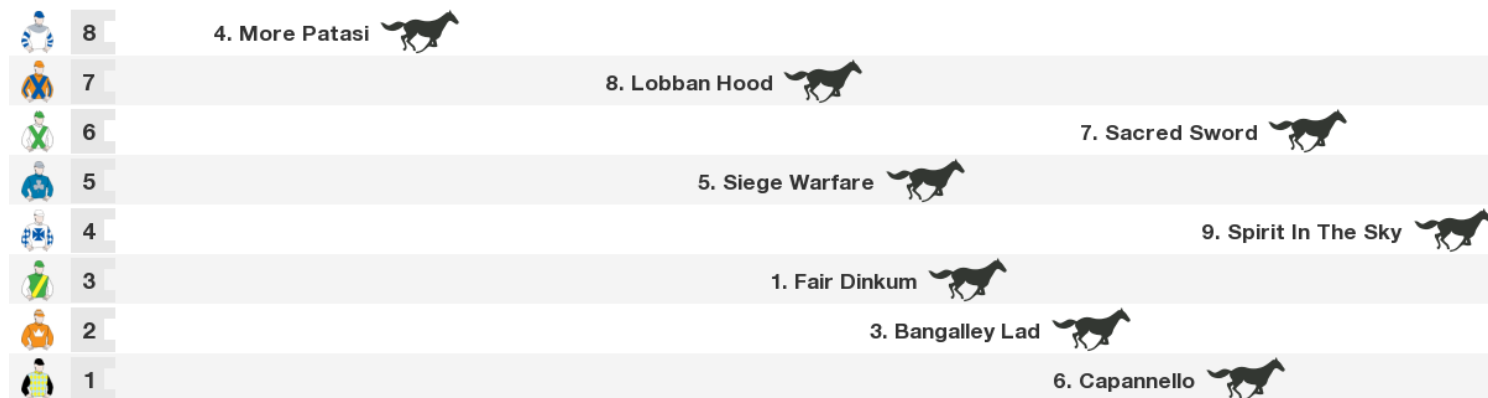 8 4. More Patasi
7 8. Lobban Hood
6 7. Sacred Sword
5 5. Siege Warfare
4 9. Spirit In The Sky
3 1. Fair Dinkum
2 3. Bangalley Lad
1 6. Capannello